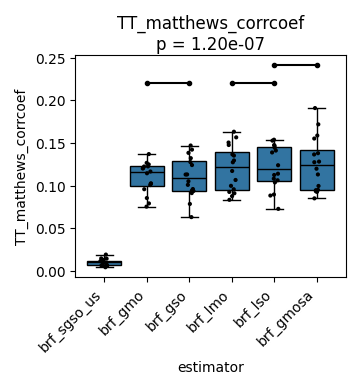 TT_matthews_corrcoef
p = 1.20e-07
TT_matthews_corrcoef
0.25
0.20
0.15
0.10
0.05
0.00
brf_sgso_us
brf_gmo
brf_gso
brf_lmo
brf_lso
brf_gmosa
estimator